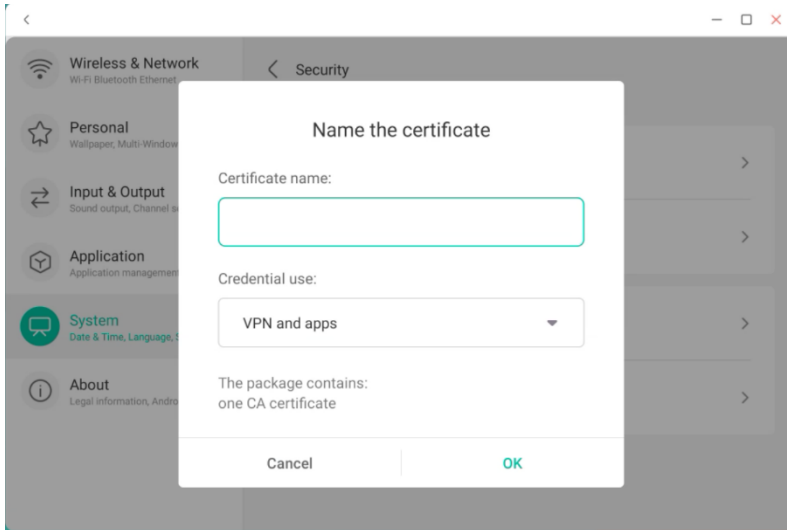 Wireless & Network
Wi-Fi Bluetooth Ethernet
Personal
Wallpaper, Multi-Window
Input & Output
Sound output, Channel
Application
Application
System
Date & Time, Language,
About
Legal information,
Security
Name the certificate
Certificate name:
Credential use:
VPN and apps
The package contains:
one CA certificate
Cancel
OK